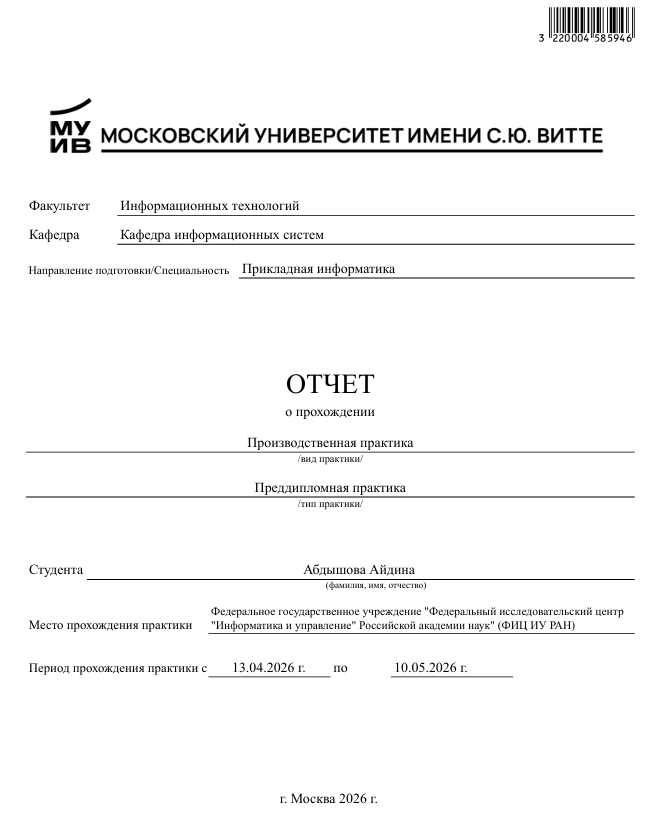 3 220004 585946
МУ ИВ МОСКОВСКИЙ УНИВЕРСИТЕТ ИМЕНИ С.Ю. ВИТТЕ
Факультет Информационных технологий
Кафедра Кафедра информационных систем
Направление подготовки/Специальность Прикладная информатика
ОТЧЕТ
о прохождении
Производственная практика
/вид практики/
Преддипломная практика
/тип практики/
Студента Абдышова Айдина
(фамилия, имя, отчество)
Федеральное государственное учреждение "Федеральный исследовательский центр
Место прохождения практики "Информатика и управление" Российской академии наук" (ФИЦ ИУ РАН)
Период прохождения практики с 13.04.2026 г. по 10.05.2026 г.
г. Москва 2026 г.